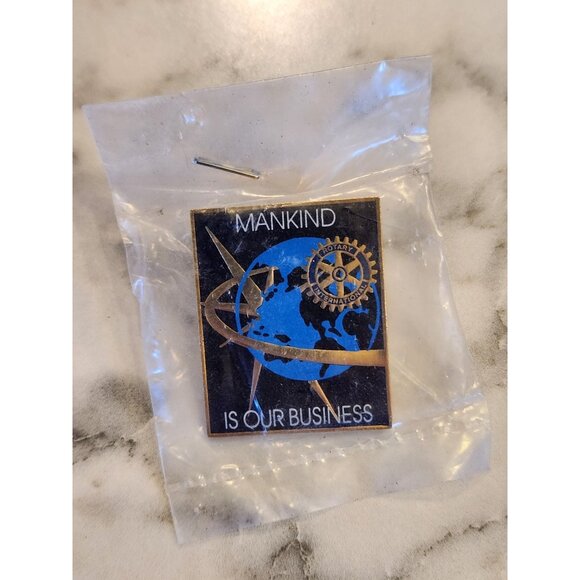 MANKIND
ROTARY
INTERNATIONAL
IS OUR BUSINESS